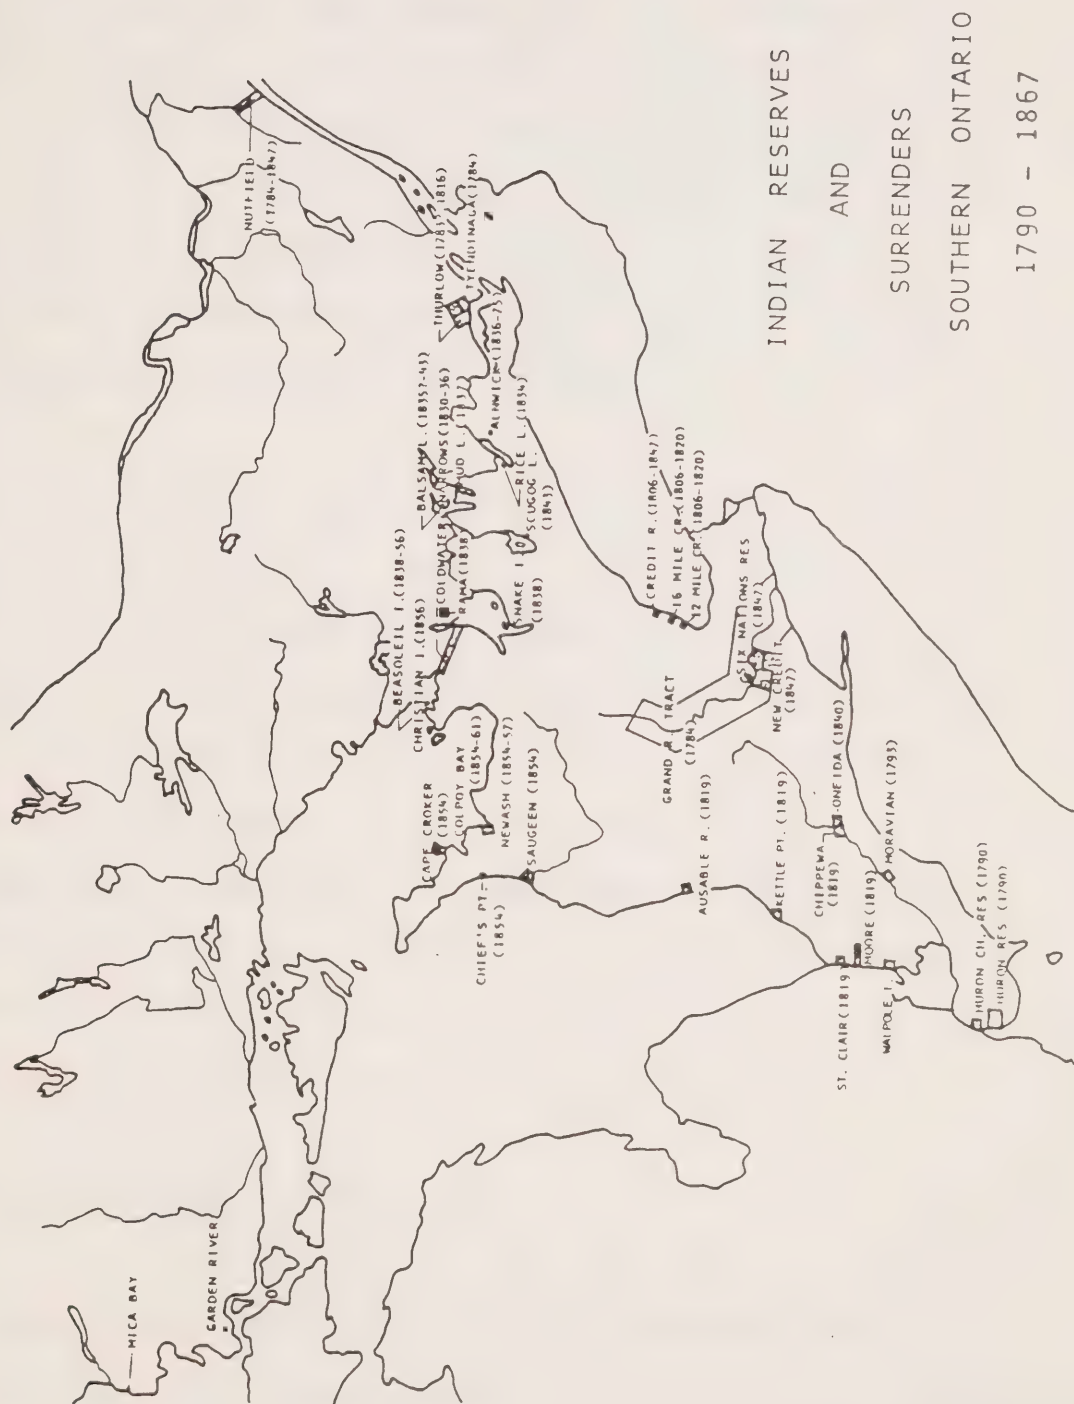 INDIAN RESERVES
AND
SURRENDERS
SOUTHERN ONTARIO
1790 - 1867
MICA BAY
GARDEN RIVER
NUTFIELD
(1784-1847)
BEASOLEIL I.(1838-56)
CHRISTIAN I.(1856)
BALSAM L.(1835?-43)
COLDWATER NARROWS(1830-36)
RAMA(1838)
MUD L.(1837)
THURLOW(1785?-1816)
TYENDINAGA(1784)
ALNWICK(1836-75)
RICE L.(1834)
SCUGOG L.
(1843)
SNAKE I.
(1838)
CAPE CROKER
(1854)
COLPOY BAY
(1854-61)
NEWASH (1854-57)
SAUGEEN (1854)
CHIEF'S PT.
(1854)
CREDIT R.(1806-1847)
16 MILE CR.(1806-1820)
12 MILE CR.(1806-1820)
SIX NATIONS RES
(1847)
NEW CREDIT
(1847)
GRAND R. TRACT
(1784)
AUSABLE R. (1819)
KETTLE PT. (1819)
CHIPPEWA
(1819)
ONEIDA (1840)
MORAVIAN (1793)
MOORE (1819)
ST. CLAIR(1819)
WALPOLE I.
HURON CH. RES (1790)
HURON RES (1790)